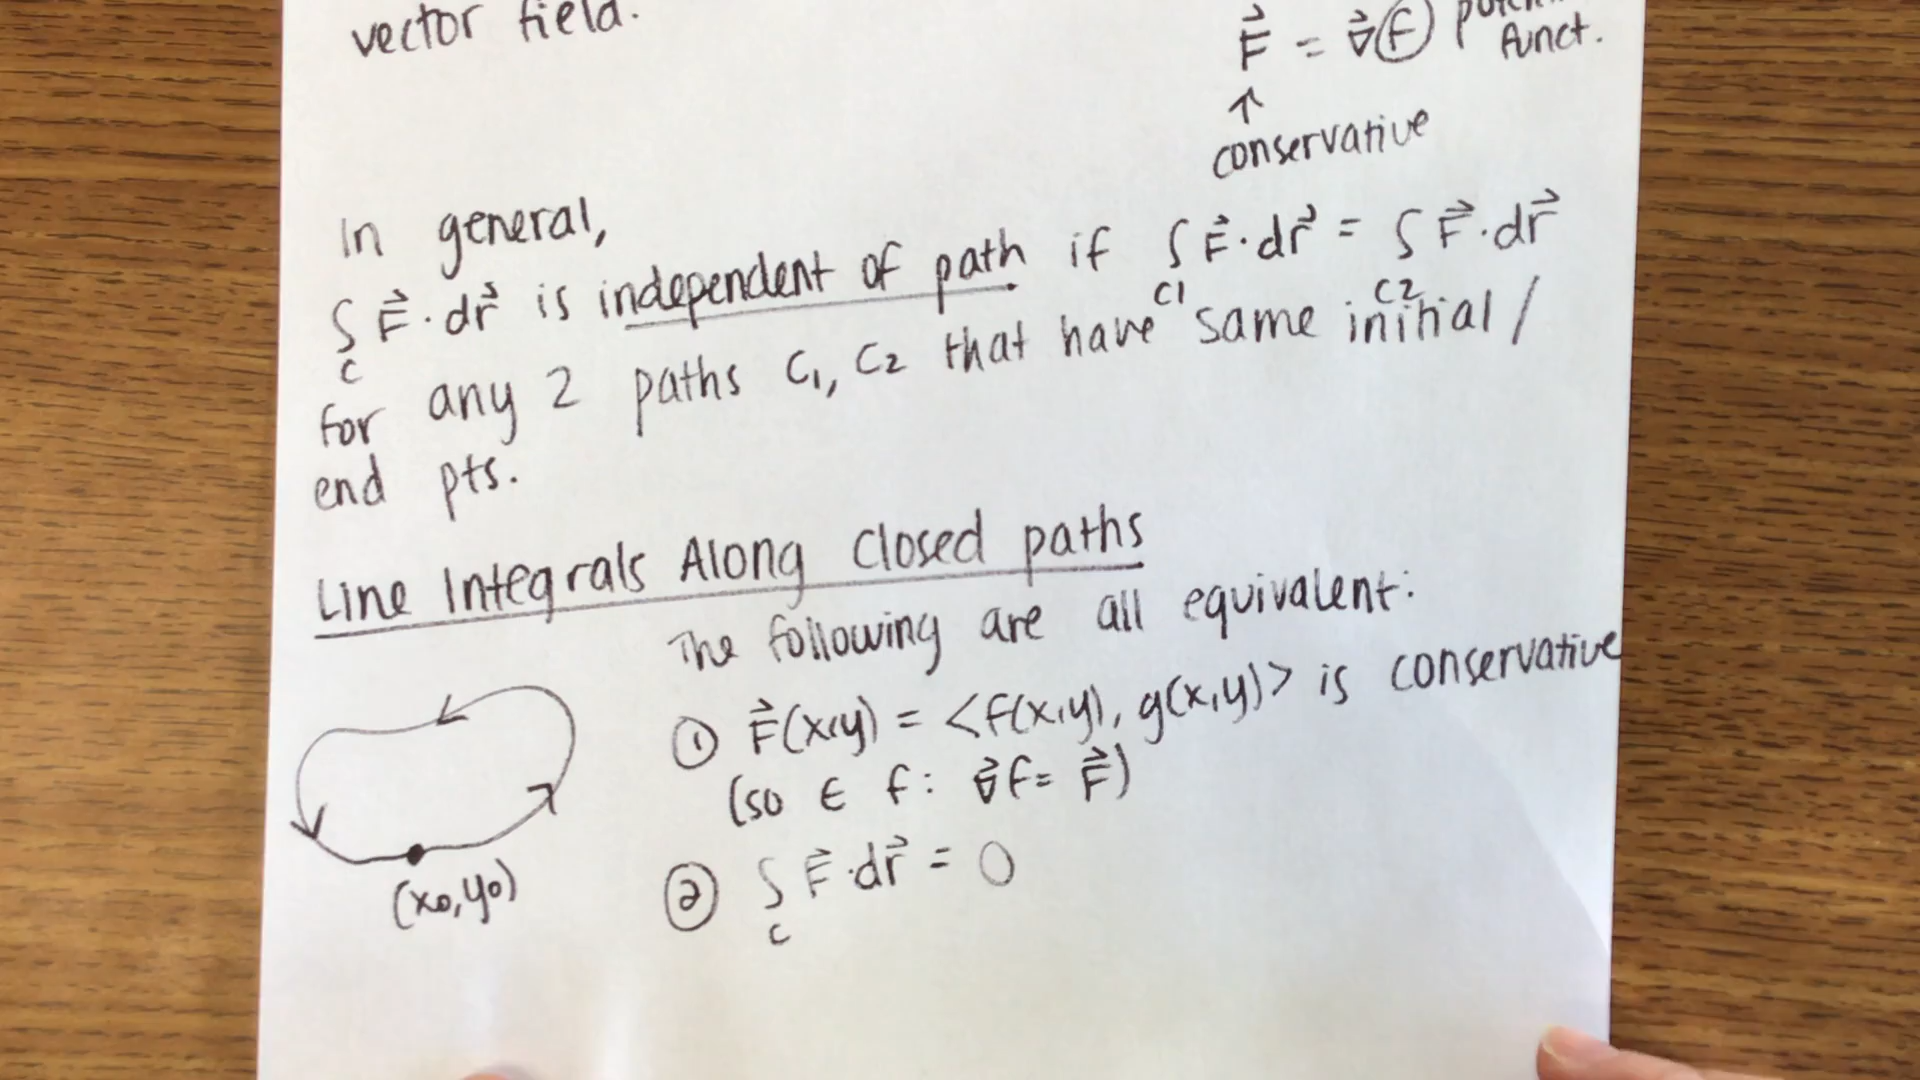 vector field.
F⃗ = ∇⃗f
funct.
↑
conservative
In general,
∫ F⃗ · dr⃗ is independent of path if ∫ F⃗ · dr⃗ = ∫ F⃗ · dr⃗
C C1 C2
for any 2 paths C₁, C₂ that have same initial /
end pts.
Line Integrals Along Closed paths
The following are all equivalent:
① F⃗(x,y) = <f(x,y), g(x,y)> is conservative
(so ∈ f: ∇⃗f = F⃗)
② ∫ F⃗ · dr⃗ = 0
C
(x₀,y₀)